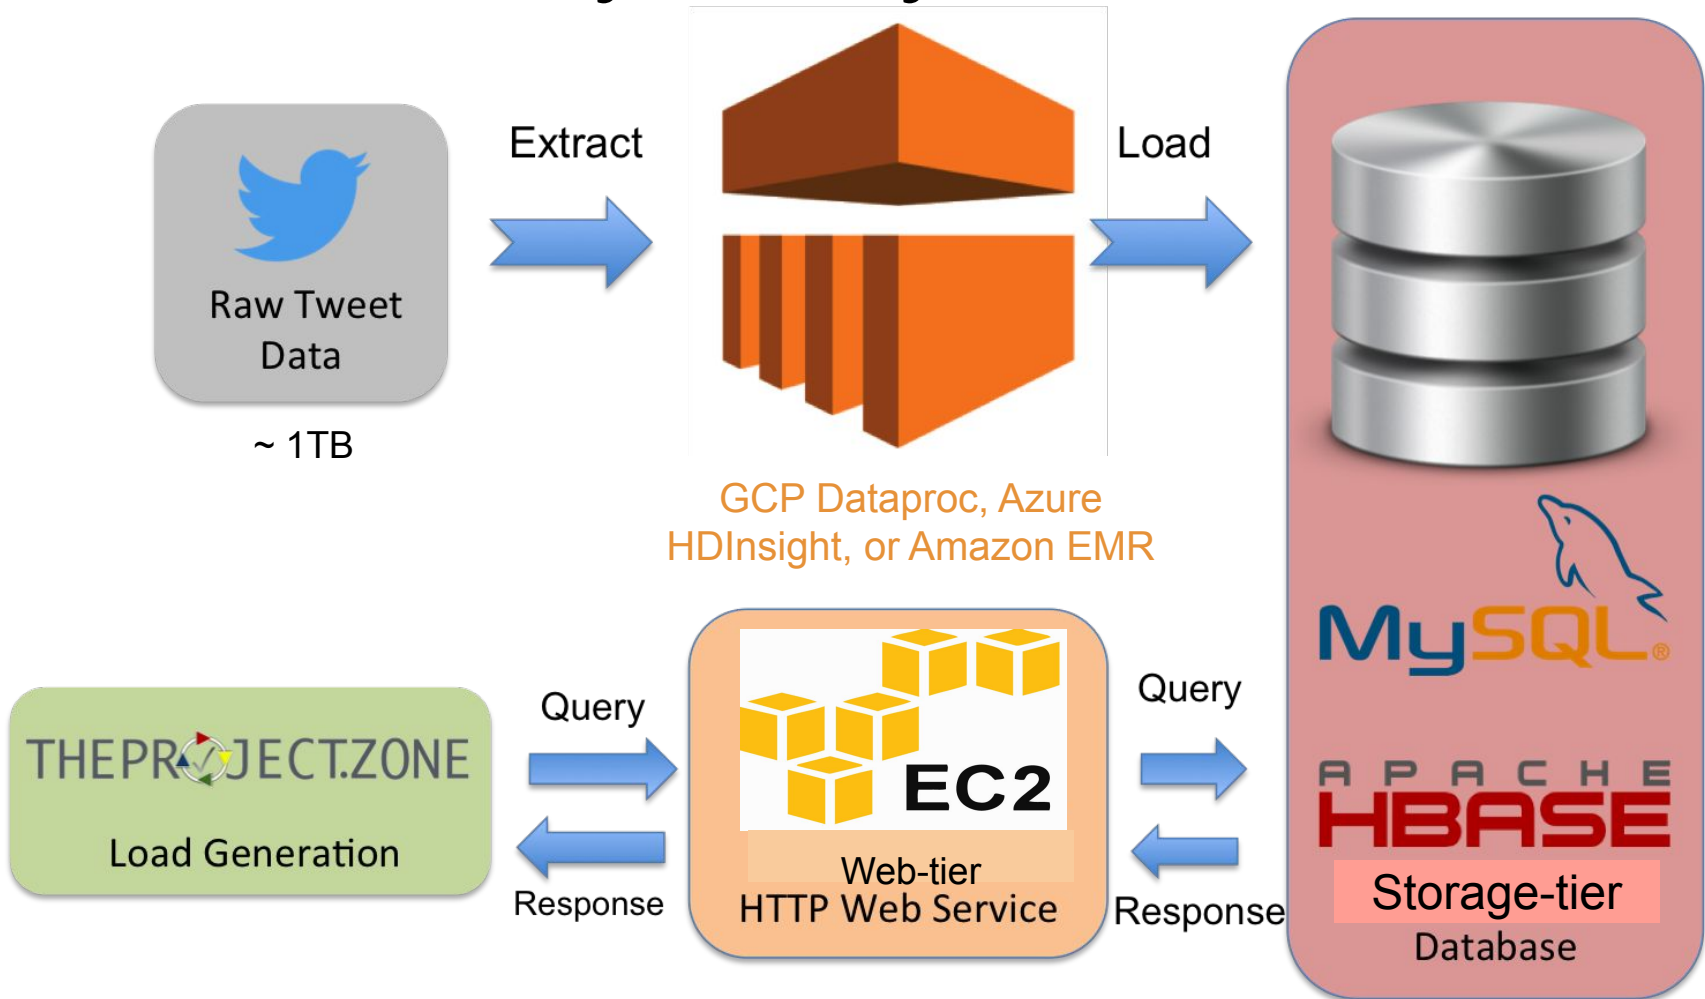 Extract
Load
Raw Tweet
Data
~ 1TB
GCP Dataproc, Azure
HDInsight, or Amazon EMR
MySQL®
Query
Query
THEPROJECT.ZONE
EC2
APACHE
HBASE
Load Generation
Web-tier
Storage-tier
Response
HTTP Web Service
Response
Database